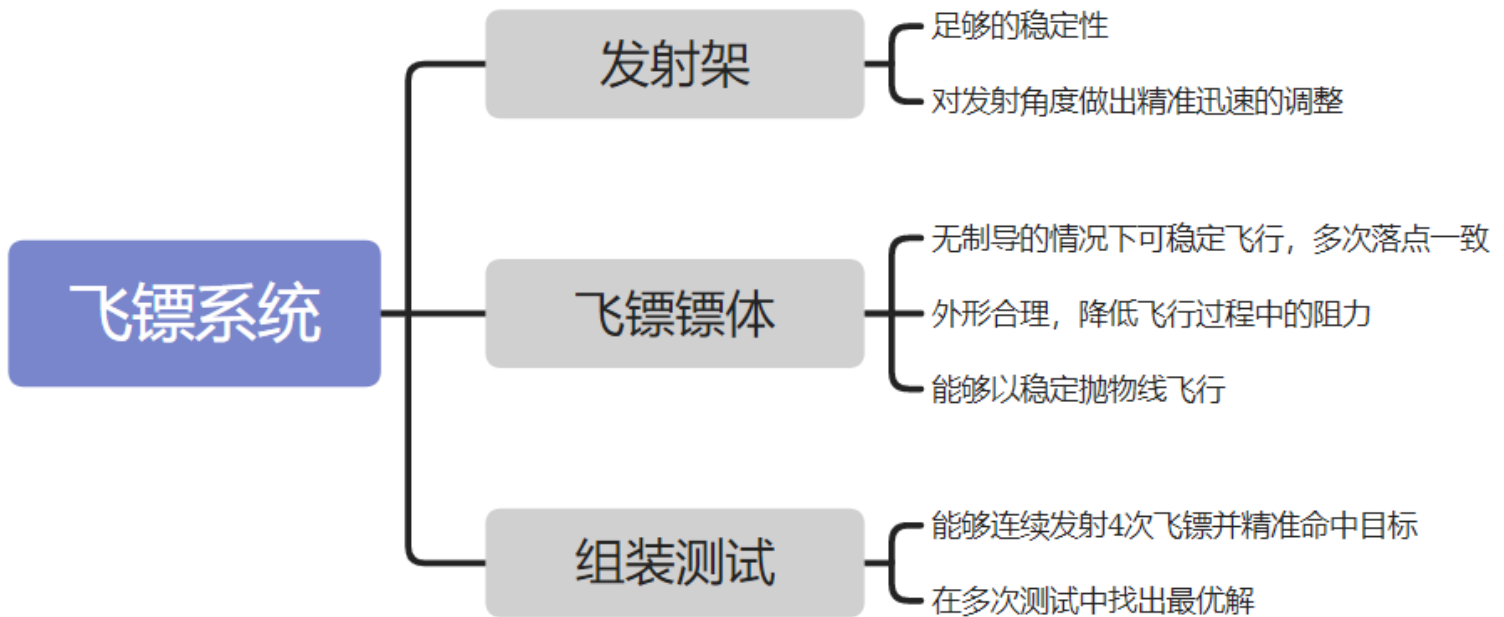 飞镖系统
发射架
足够的稳定性
对发射角度做出精准迅速的调整
飞镖镖体
无制导的情况下可稳定飞行，多次落点一致
外形合理，降低飞行过程中的阻力
能够以稳定抛物线飞行
组装测试
能够连续发射4次飞镖并精准命中目标
在多次测试中找出最优解